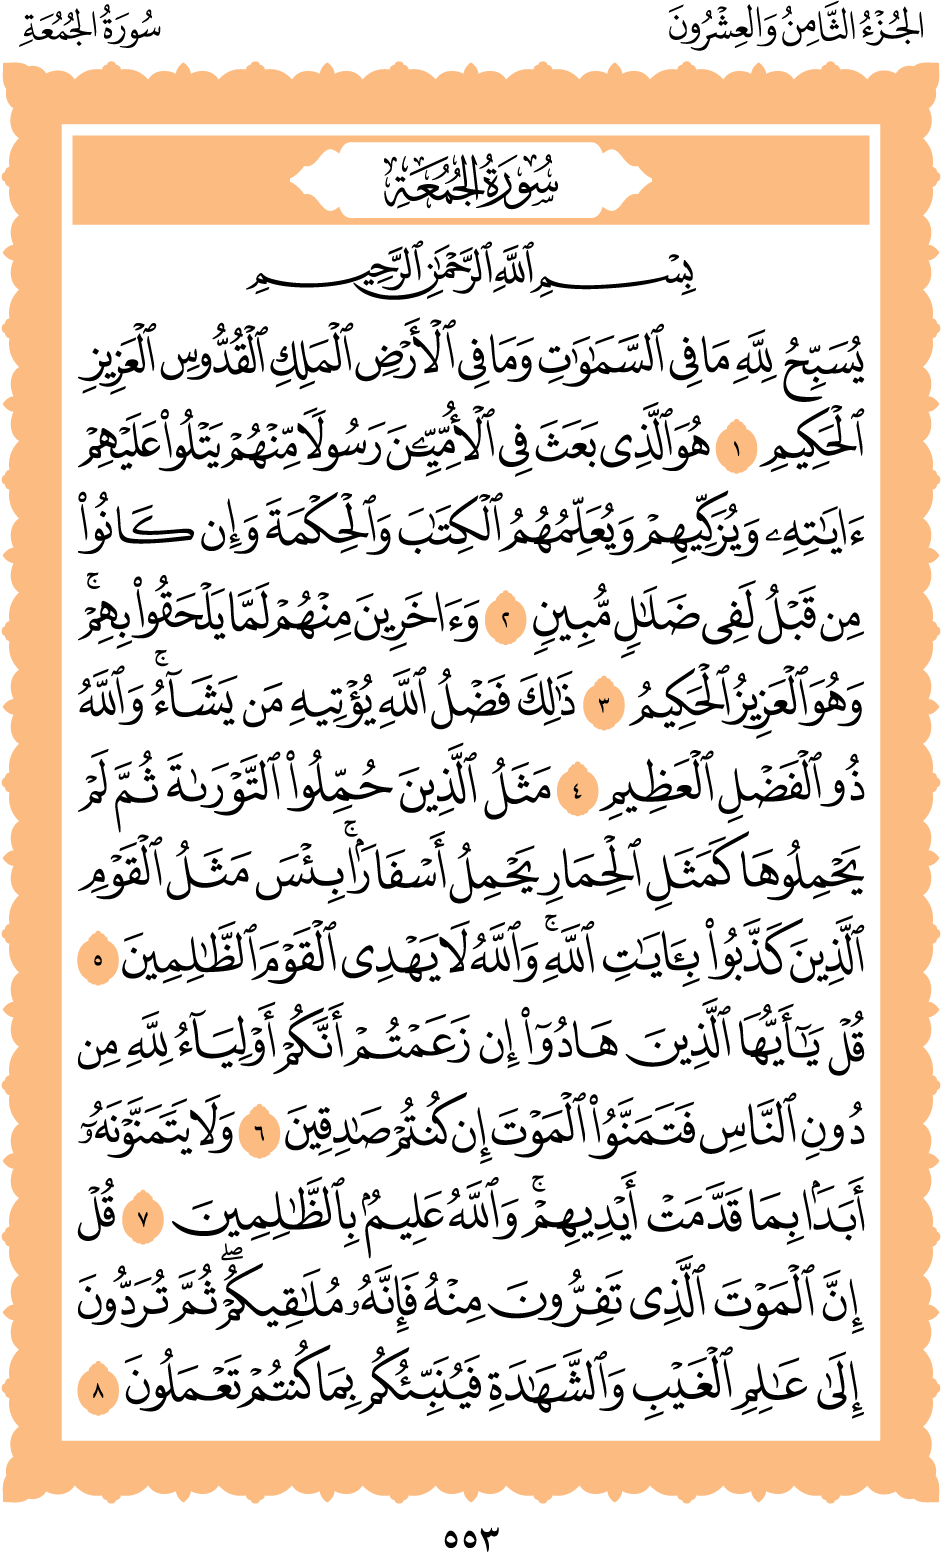 الجُزْءُ الثَّامِنُ وَالعِشْرُونَ
سُورَةُ الجُمُعَةِ
سُورَةُ الجُمُعَةِ
بِسْمِ ٱللَّهِ ٱلرَّحْمَٰنِ ٱلرَّحِيمِ
يُسَبِّحُ لِلَّهِ مَا فِي ٱلسَّمَٰوَٰتِ وَمَا فِي ٱلْأَرْضِ ٱلْمَلِكِ ٱلْقُدُّوسِ ٱلْعَزِيزِ
ٱلْحَكِيمِ ١ هُوَ ٱلَّذِي بَعَثَ فِي ٱلْأُمِّيِّـۧنَ رَسُولًا مِّنْهُمْ يَتْلُوا۟ عَلَيْهِمْ
ءَايَٰتِهِۦ وَيُزَكِّيهِمْ وَيُعَلِّمُهُمُ ٱلْكِتَٰبَ وَٱلْحِكْمَةَ وَإِن كَانُوا۟
مِن قَبْلُ لَفِي ضَلَٰلٍ مُّبِينٍ ٢ وَءَاخَرِينَ مِنْهُمْ لَمَّا يَلْحَقُوا۟ بِهِمْۚ
وَهُوَ ٱلْعَزِيزُ ٱلْحَكِيمُ ٣ ذَٰلِكَ فَضْلُ ٱللَّهِ يُؤْتِيهِ مَن يَشَآءُۚ وَٱللَّهُ
ذُو ٱلْفَضْلِ ٱلْعَظِيمِ ٤ مَثَلُ ٱلَّذِينَ حُمِّلُوا۟ ٱلتَّوْرَىٰةَ ثُمَّ لَمْ
يَحْمِلُوهَا كَمَثَلِ ٱلْحِمَارِ يَحْمِلُ أَسْفَارَۢاۚ بِئْسَ مَثَلُ ٱلْقَوْمِ
ٱلَّذِينَ كَذَّبُوا۟ بِـَٔايَٰتِ ٱللَّهِۚ وَٱللَّهُ لَا يَهْدِي ٱلْقَوْمَ ٱلظَّٰلِمِينَ ٥
قُلْ يَٰٓأَيُّهَا ٱلَّذِينَ هَادُوٓا۟ إِن زَعَمْتُمْ أَنَّكُمْ أَوْلِيَآءُ لِلَّهِ مِن
دُونِ ٱلنَّاسِ فَتَمَنَّوُا۟ ٱلْمَوْتَ إِن كُنتُمْ صَٰدِقِينَ ٦ وَلَا يَتَمَنَّوْنَهُۥٓ
أَبَدَۢا بِمَا قَدَّمَتْ أَيْدِيهِمْۚ وَٱللَّهُ عَلِيمُۢ بِٱلظَّٰلِمِينَ ٧ قُلْ
إِنَّ ٱلْمَوْتَ ٱلَّذِي تَفِرُّونَ مِنْهُ فَإِنَّهُۥ مُلَٰقِيكُمْۖ ثُمَّ تُرَدُّونَ
إِلَىٰ عَٰلِمِ ٱلْغَيْبِ وَٱلشَّهَٰدَةِ فَيُنَبِّئُكُم بِمَا كُنتُمْ تَعْمَلُونَ ٨
٥٥٣